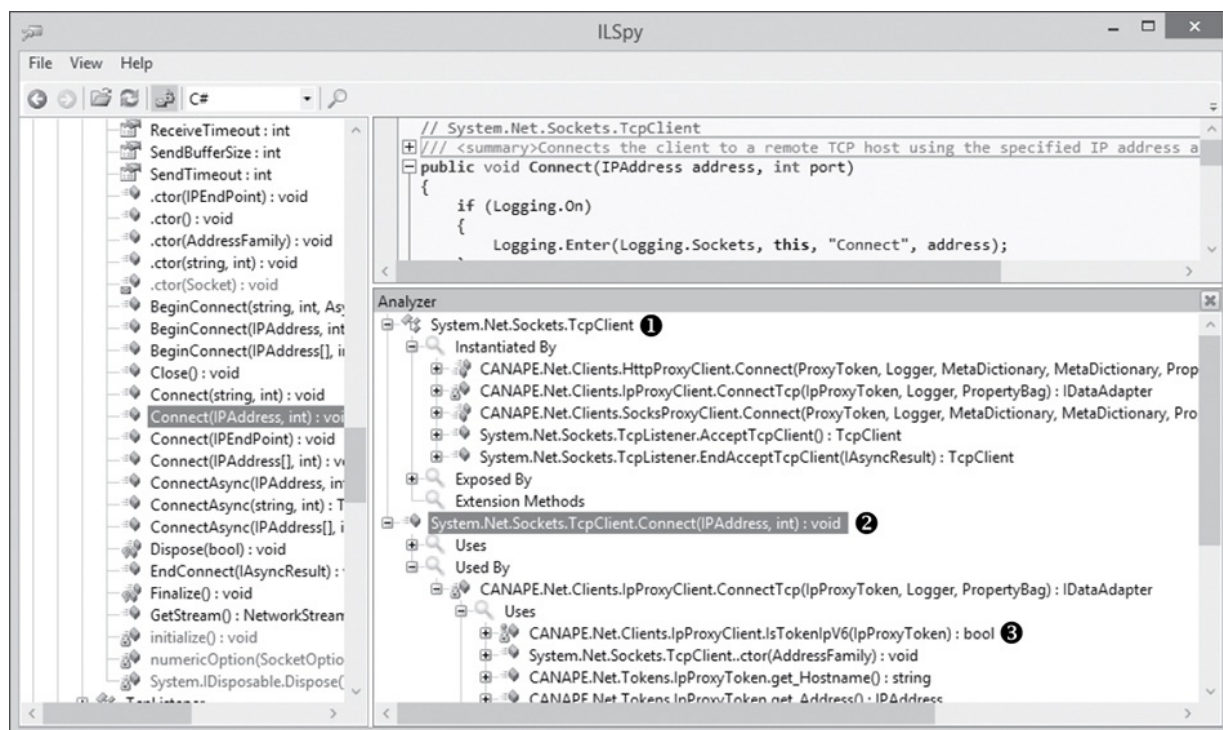 ILSpy
File View Help
C#
ReceiveTimeout : int
SendBufferSize : int
SendTimeout : int
.ctor(IPEndPoint) : void
.ctor() : void
.ctor(AddressFamily) : void
.ctor(string, int) : void
.ctor(Socket) : void
BeginConnect(string, int, As
BeginConnect(IPAddress, int
BeginConnect(IPAddress[], i
Close() : void
Connect(string, int) : void
Connect(IPAddress, int) : voi
Connect(IPEndPoint) : void
Connect(IPAddress[], int) : v
ConnectAsync(IPAddress, in
ConnectAsync(string, int) : T
ConnectAsync(IPAddress[], i
Dispose(bool) : void
EndConnect(IAsyncResult) :
Finalize() : void
GetStream() : NetworkStream
initialize() : void
numericOption(SocketOptio
System.IDisposable.Dispose(
TcpListener
// System.Net.Sockets.TcpClient
/// <summary>Connects the client to a remote TCP host using the specified IP address a
public void Connect(IPAddress address, int port)
{
if (Logging.On)
{
Logging.Enter(Logging.Sockets, this, "Connect", address);
Analyzer
System.Net.Sockets.TcpClient ❶
Instantiated By
CANAPE.Net.Clients.HttpProxyClient.Connect(ProxyToken, Logger, MetaDictionary, MetaDictionary, Prop
CANAPE.Net.Clients.IpProxyClient.ConnectTcp(IpProxyToken, Logger, PropertyBag) : IDataAdapter
CANAPE.Net.Clients.SocksProxyClient.Connect(ProxyToken, Logger, MetaDictionary, MetaDictionary, Pro
System.Net.Sockets.TcpListener.AcceptTcpClient() : TcpClient
System.Net.Sockets.TcpListener.EndAcceptTcpClient(IAsyncResult) : TcpClient
Exposed By
Extension Methods
System.Net.Sockets.TcpClient.Connect(IPAddress, int) : void ❷
Uses
Used By
CANAPE.Net.Clients.IpProxyClient.ConnectTcp(IpProxyToken, Logger, PropertyBag) : IDataAdapter
Uses
CANAPE.Net.Clients.IpProxyClient.IsTokenIpV6(IpProxyToken) : bool ❸
System.Net.Sockets.TcpClient..ctor(AddressFamily) : void
CANAPE.Net.Tokens.IpProxyToken.get_Hostname() : string
CANAPE.Net.Tokens.IpProxyToken.get_Address() : IPAddress